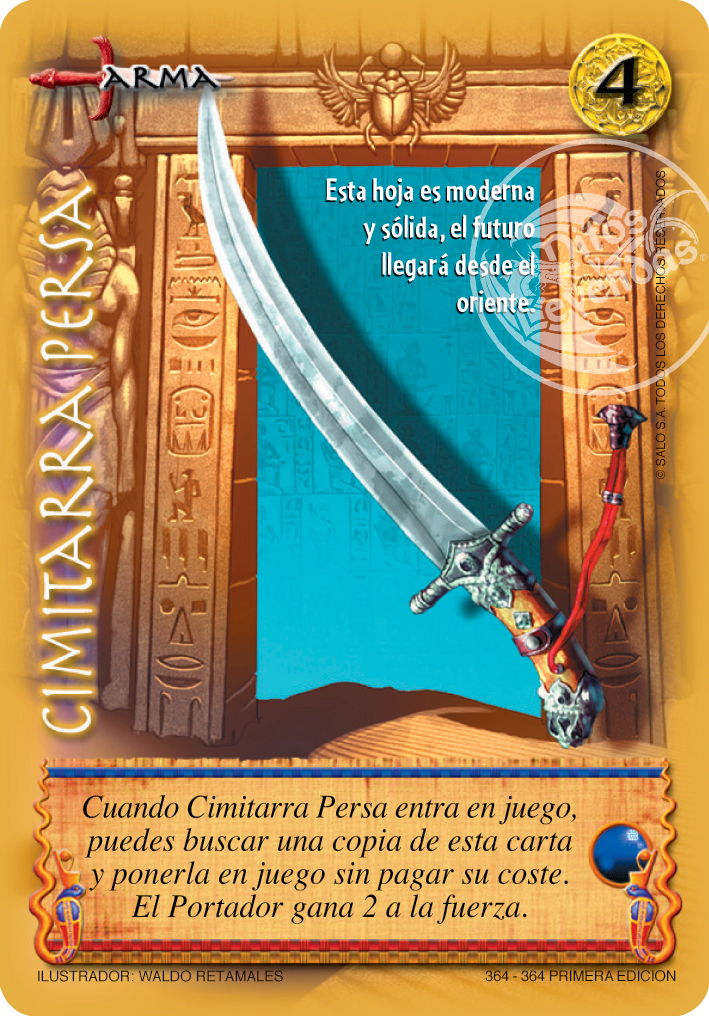 ARMA
4
Esta hoja es moderna
y sólida, el futuro
llegará desde el
oriente.
Mitos
Leyendas
CIMITARRA PERSA
© SALO S.A. TODOS LOS DERECHOS RESERVADOS
Cuando Cimitarra Persa entra en juego,
puedes buscar una copia de esta carta
y ponerla en juego sin pagar su coste.
El Portador gana 2 a la fuerza.
ILUSTRADOR: WALDO RETAMALES
364 - 364 PRIMERA EDICION